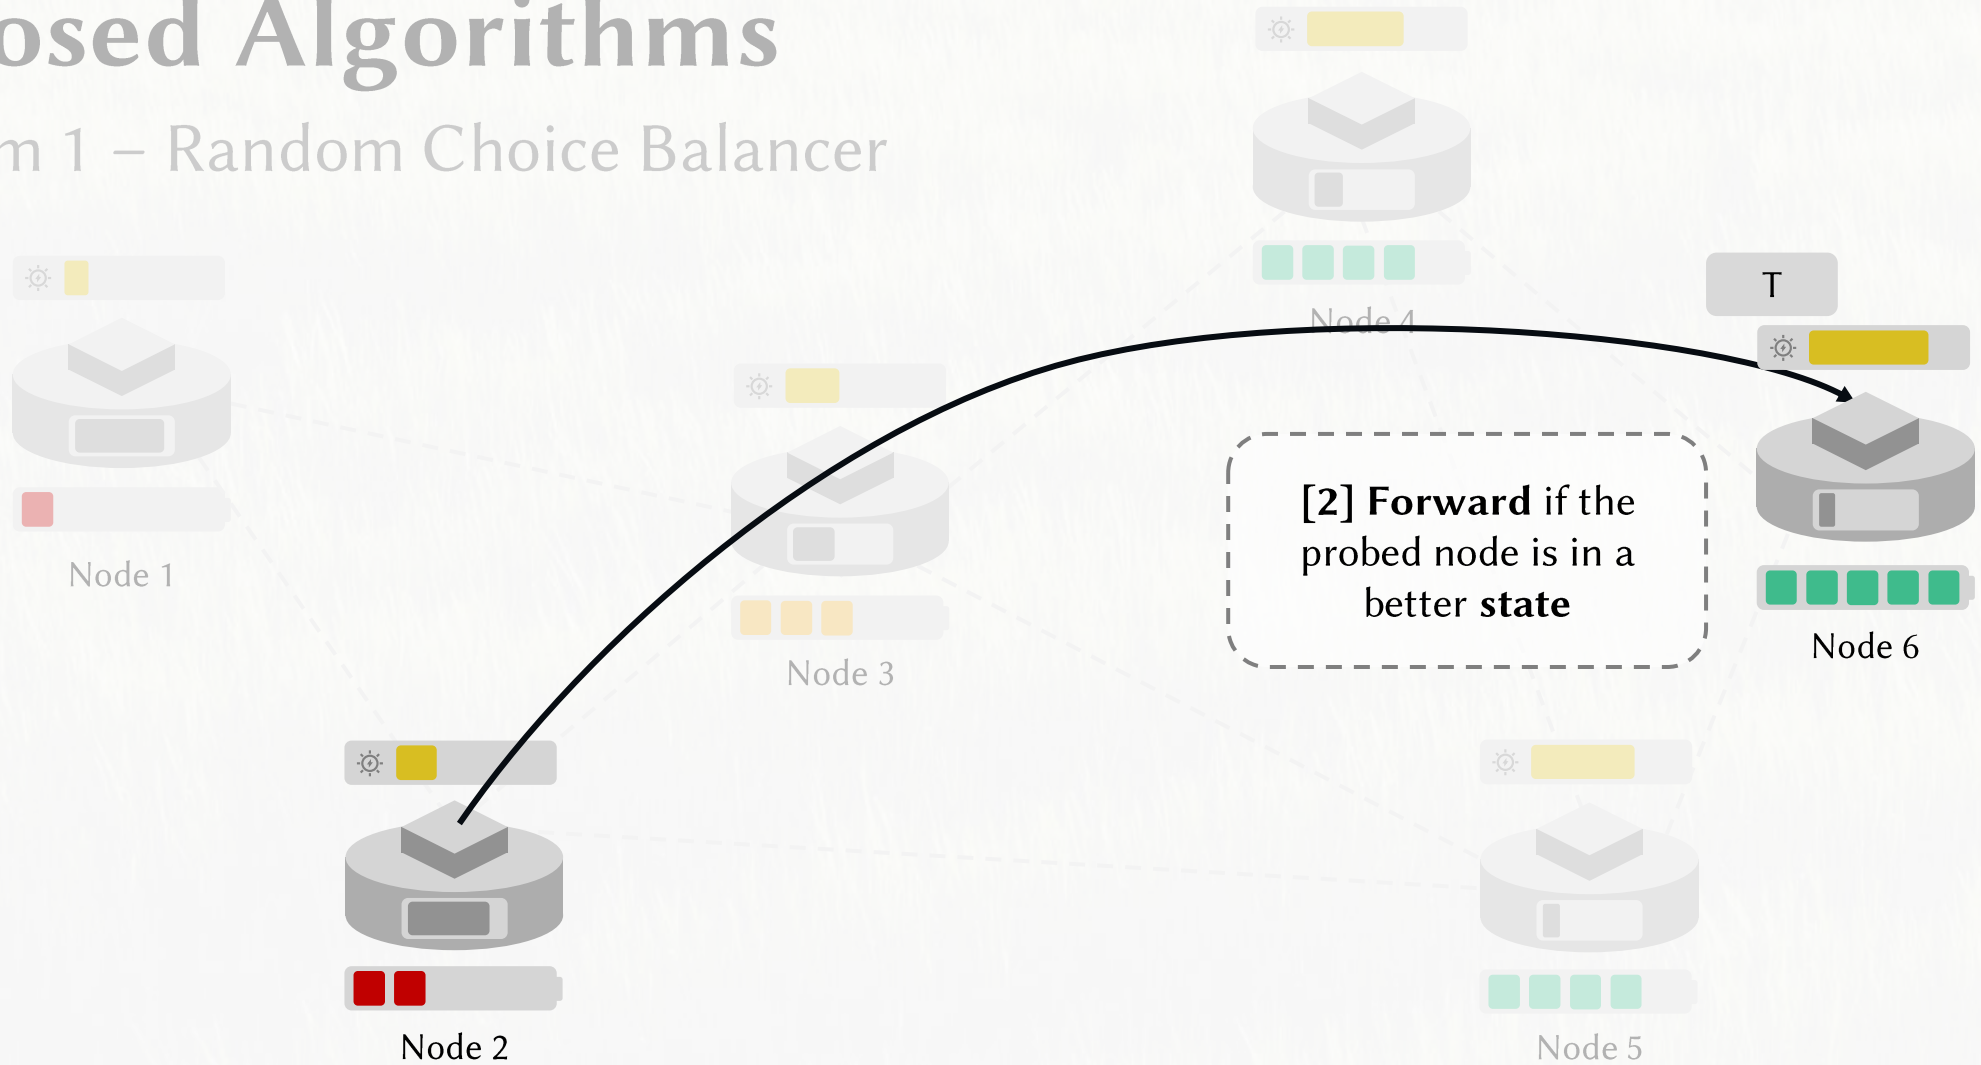 osed Algorithms
m 1 – Random Choice Balancer
Node 4
T
Node 1
Node 3
[2] Forward if the
probed node is in a
better state
Node 6
Node 2
Node 5